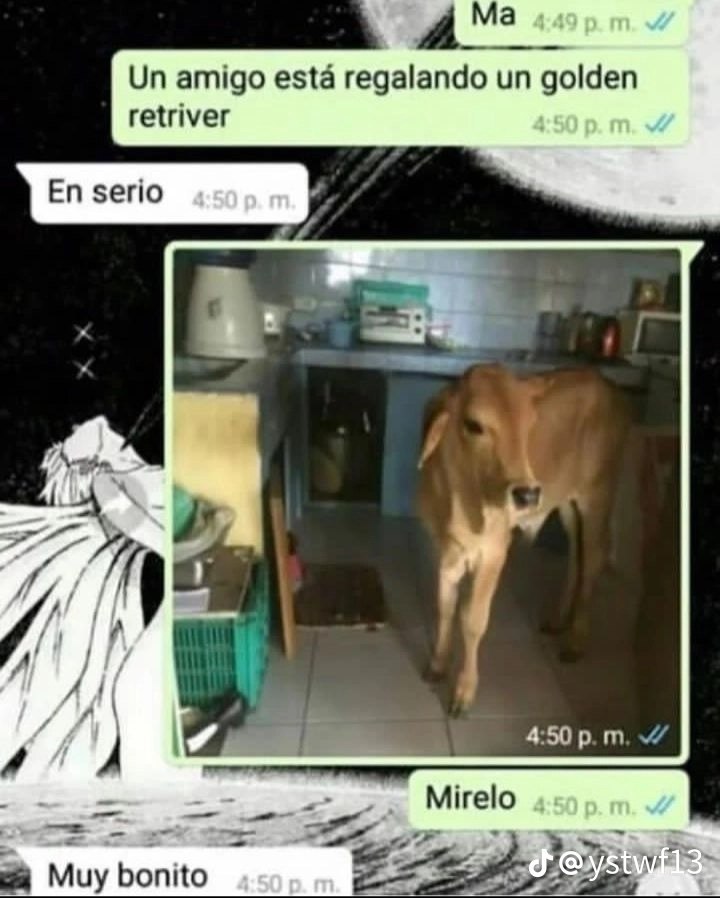 Ma 4:49 p. m.
Un amigo está regalando un golden
retriver 4:50 p. m.
En serio 4:50 p. m.
4:50 p. m.
Mirelo 4:50 p. m.
Muy bonito 4:50 p. m.
@ystwf13